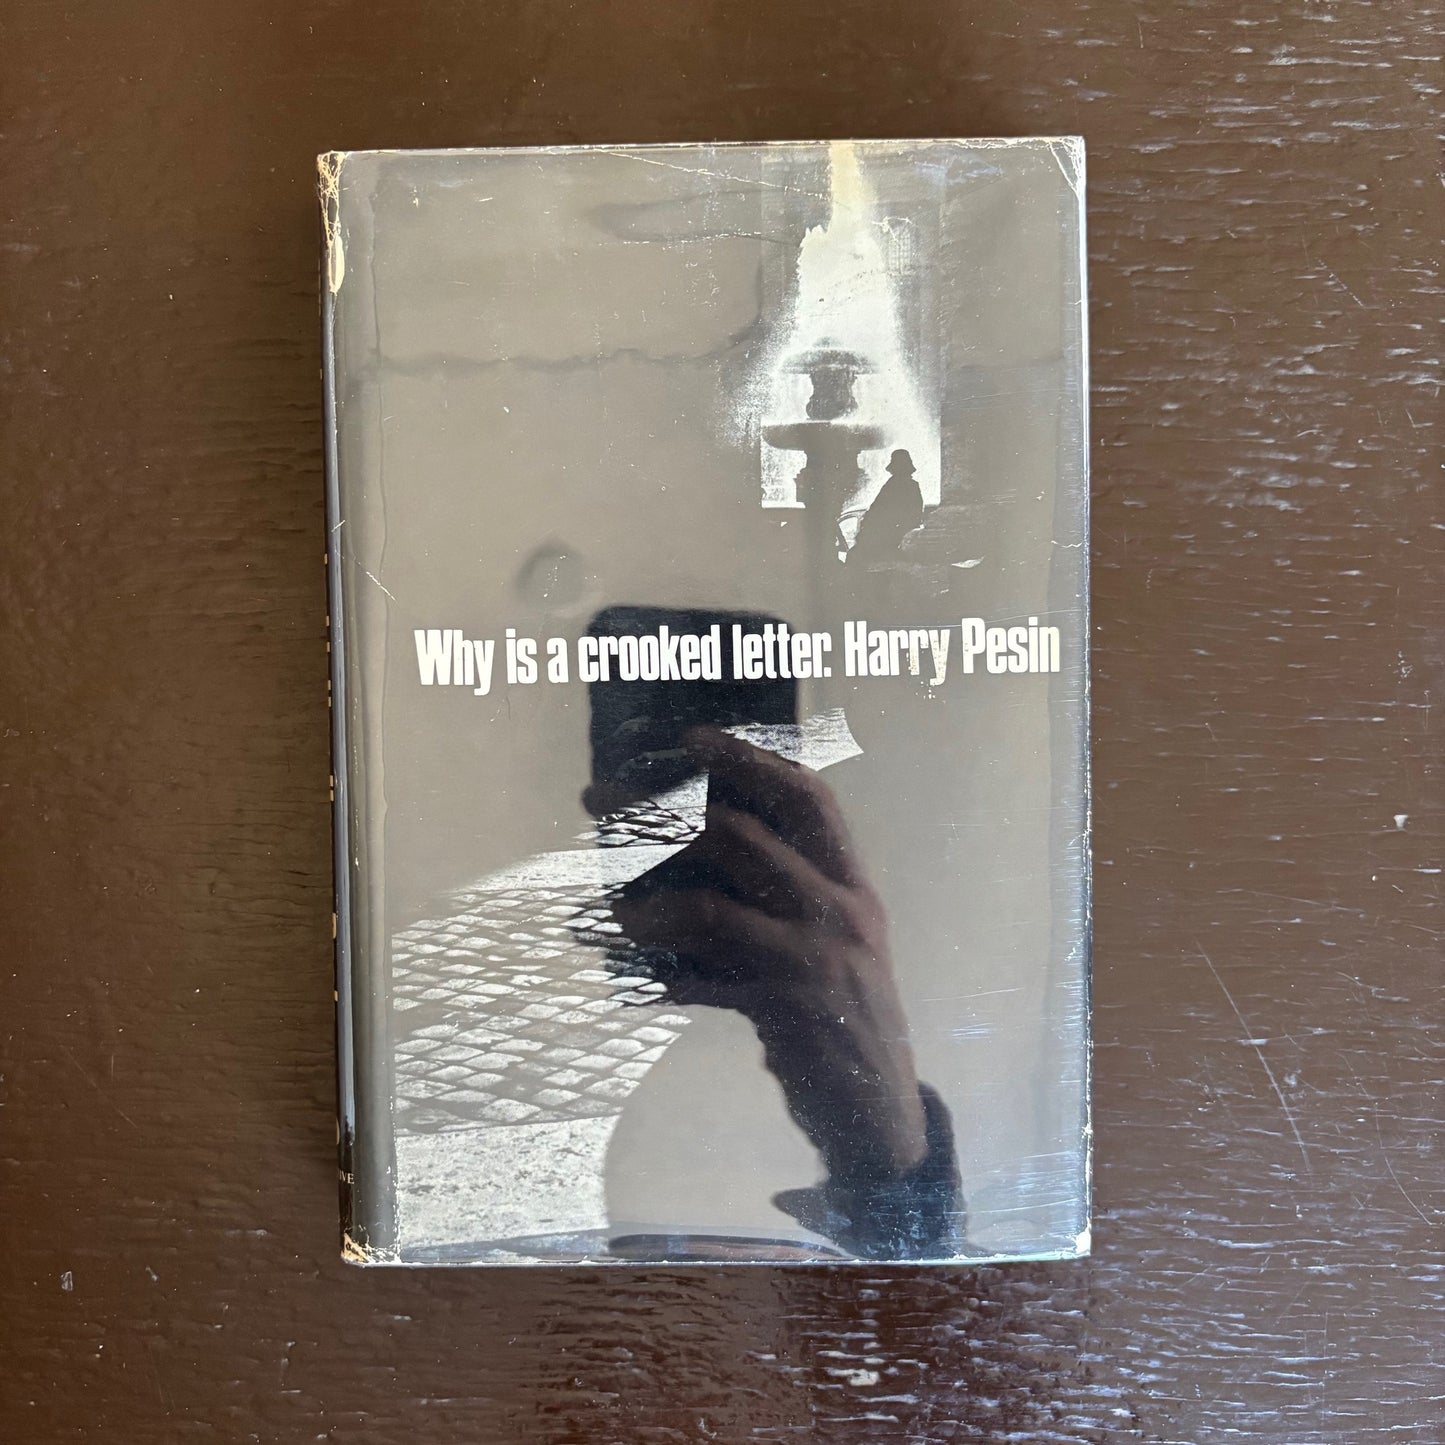 Why is a crooked letter. Harry Pesin